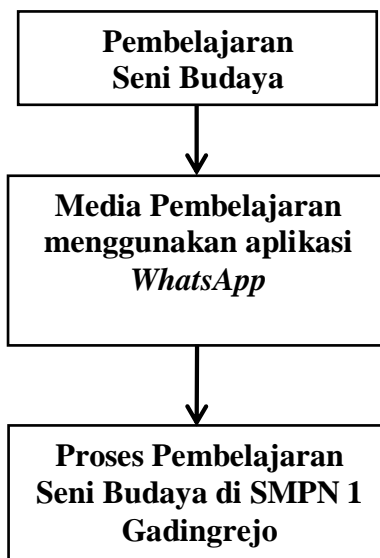 Pembelajaran
Seni Budaya
Media Pembelajaran
menggunakan aplikasi
WhatsApp
Proses Pembelajaran
Seni Budaya di SMPN 1
Gadingrejo